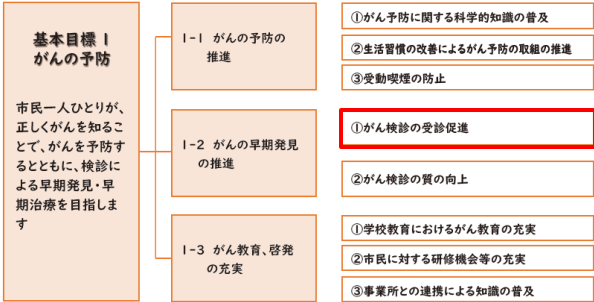 基本目標1
がんの予防
市民一人ひとりが、
正しくがんを知るこ
とで、がんを予防す
るとともに、検診に
よる早期発見・早
期治療を目指しま
す
1-1 がんの予防の
推進
①がん予防に関する科学的知識の普及
②生活習慣の改善によるがん予防の取組の推進
③受動喫煙の防止
1-2 がんの早期発見
の推進
①がん検診の受診促進
②がん検診の質の向上
1-3 がん教育、啓発
の充実
①学校教育におけるがん教育の充実
②市民に対する研修機会等の充実
③事業所との連携による知識の普及